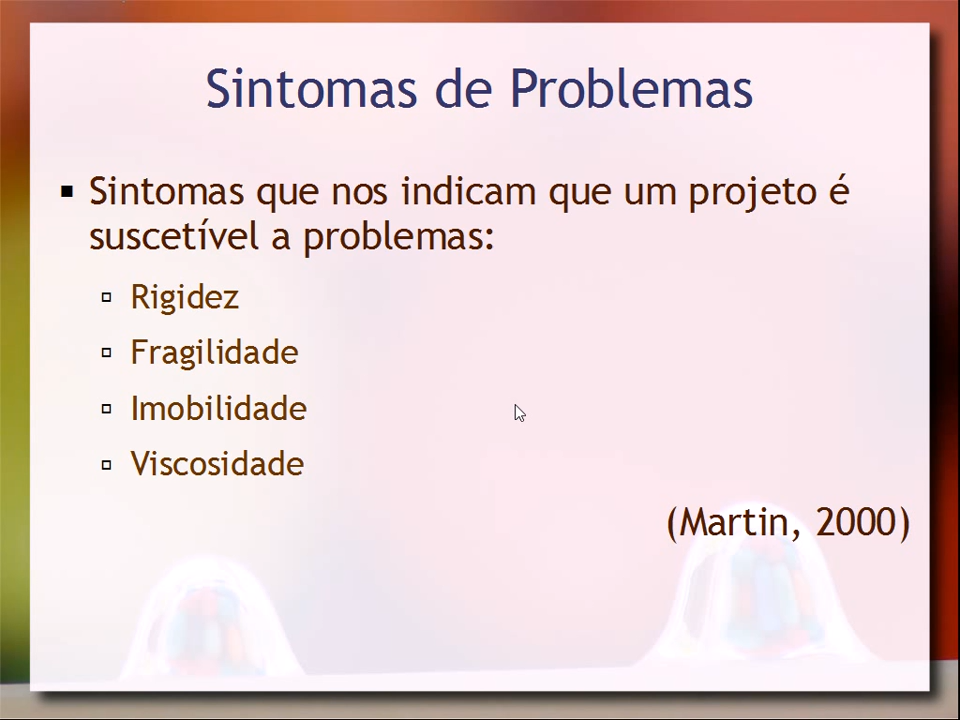 Sintomas de Problemas
Sintomas que nos indicam que um projeto é
suscetível a problemas:
Rigidez
Fragilidade
Imobilidade
Viscosidade
(Martin, 2000)